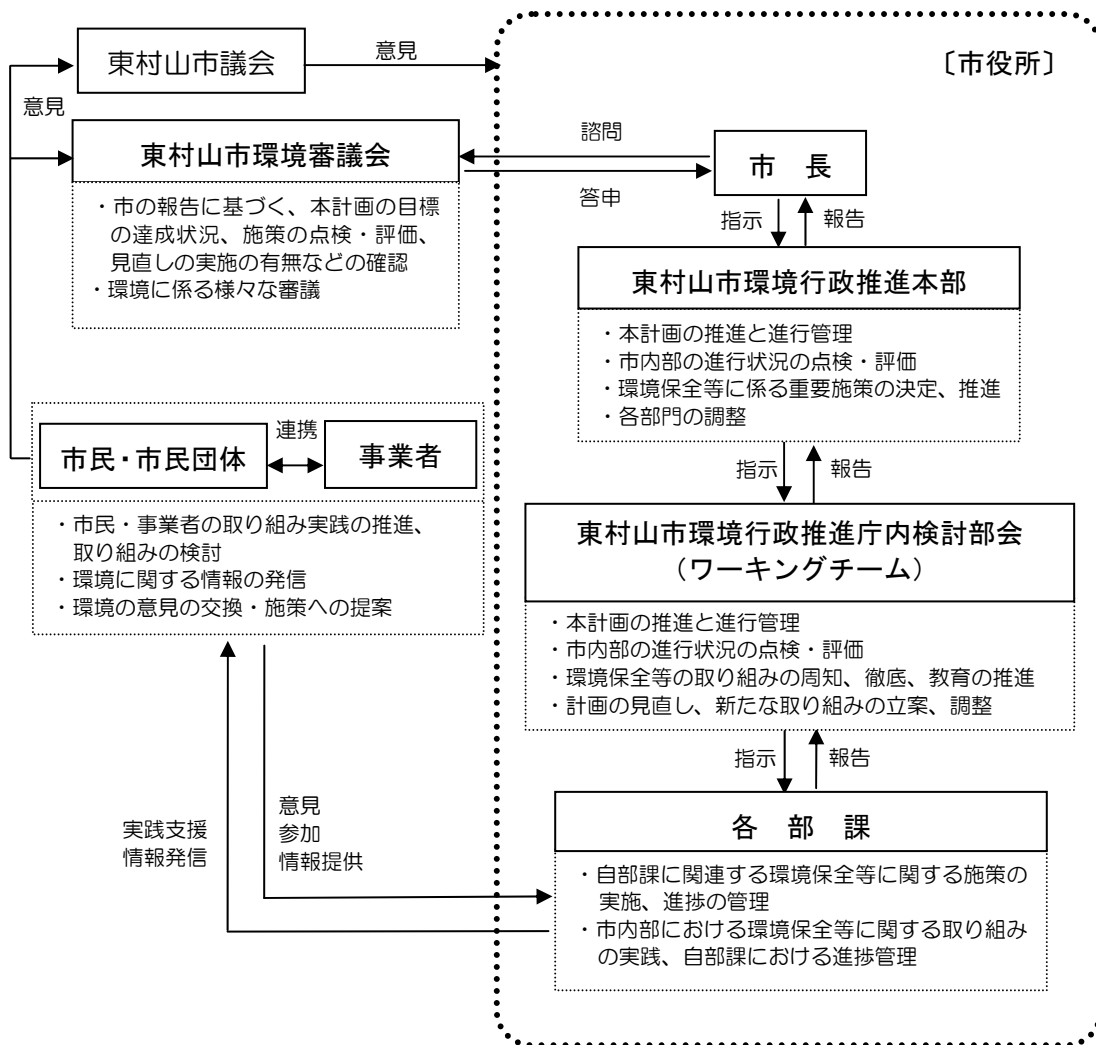 東村山市議会
意見
〔市役所〕
意見
東村山市環境審議会
・市の報告に基づく、本計画の目標
の達成状況、施策の点検・評価、
見直しの実施の有無などの確認
・環境に係る様々な審議
諮問
答申
市　長
指示
報告
東村山市環境行政推進本部
・本計画の推進と進行管理
・市内部の進行状況の点検・評価
・環境保全等に係る重要施策の決定、推進
・各部門の調整
市民・市民団体
連携
事業者
・市民・事業者の取り組み実践の推進、
取り組みの検討
・環境に関する情報の発信
・環境の意見の交換・施策への提案
指示
報告
東村山市環境行政推進庁内検討部会
（ワーキングチーム）
・本計画の推進と進行管理
・市内部の進行状況の点検・評価
・環境保全等の取り組みの周知、徹底、教育の推進
・計画の見直し、新たな取り組みの立案、調整
指示
報告
実践支援
情報発信
意見
参加
情報提供
各　部　課
・自部課に関連する環境保全等に関する施策の
実施、進捗の管理
・市内部における環境保全等に関する取り組み
の実践、自部課における進捗管理